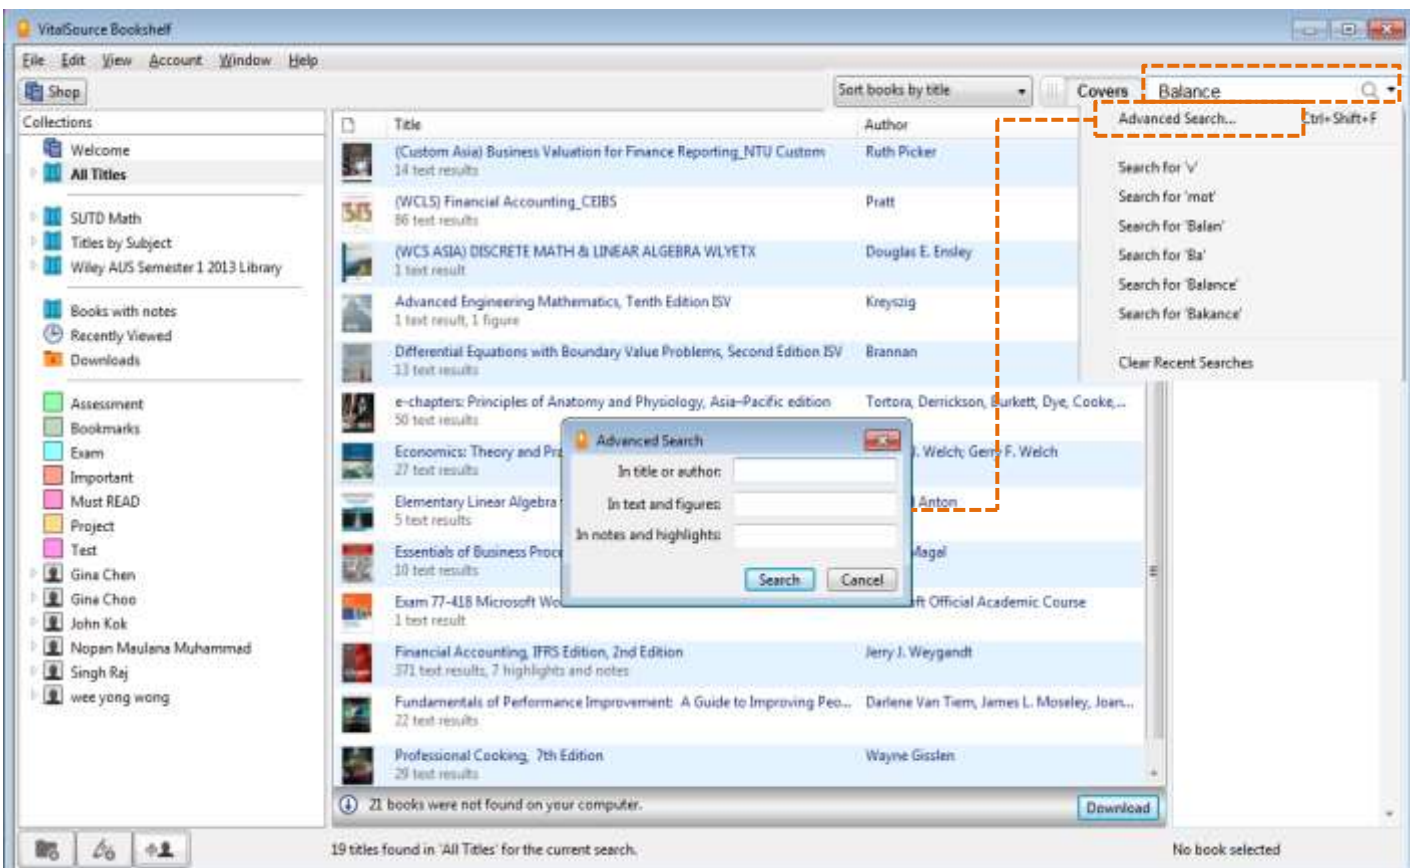 VitalSource Bookshelf
File Edit View Account Window Help
Shop
Sort books by title
Covers
Balance
Advanced Search... Ctrl+Shift+F
Search for 'v'
Search for 'mot'
Search for 'Balan'
Search for 'Ba'
Search for 'Balance'
Search for 'Bakance'
Clear Recent Searches
Collections
Welcome
All Titles
SUTD Math
Titles by Subject
Wiley AUS Semester 1 2013 Library
Books with notes
Recently Viewed
Downloads
Assessment
Bookmarks
Exam
Important
Must READ
Project
Test
Gina Chen
Gina Choo
John Kok
Nopan Maulana Muhammad
Singh Raj
wee yong wong
Title Author
(Custom Asia) Business Valuation for Finance Reporting_NTU Custom Ruth Picker
14 text results
(WCLS) Financial Accounting_CEIBS Pratt
86 text results
(WCS ASIA) DISCRETE MATH & LINEAR ALGEBRA WLYETX Douglas E. Ensley
1 text result
Advanced Engineering Mathematics, Tenth Edition ISV Kreyszig
1 text result, 1 figure
Differential Equations with Boundary Value Problems, Second Edition ISV Brannan
13 text results
e-chapters: Principles of Anatomy and Physiology, Asia-Pacific edition Tortora, Derrickson, Burkett, Dye, Cooke,...
50 text results
Economics: Theory and Pra J. Welch; Gerry F. Welch
27 text results
Elementary Linear Algebra Anton
5 text results
Essentials of Business Proce Magal
10 text results
Exam 77-418 Microsoft Wo ft Official Academic Course
1 text result
Financial Accounting, IFRS Edition, 2nd Edition Jerry J. Weygandt
371 text results, 7 highlights and notes
Fundamentals of Performance Improvement: A Guide to Improving Peo... Darlene Van Tiem, James L. Moseley, Joan...
22 text results
Professional Cooking, 7th Edition Wayne Gisslen
29 text results
Advanced Search
In title or author:
In text and figures:
In notes and highlights:
Search Cancel
21 books were not found on your computer.
Download
19 titles found in 'All Titles' for the current search.
No book selected